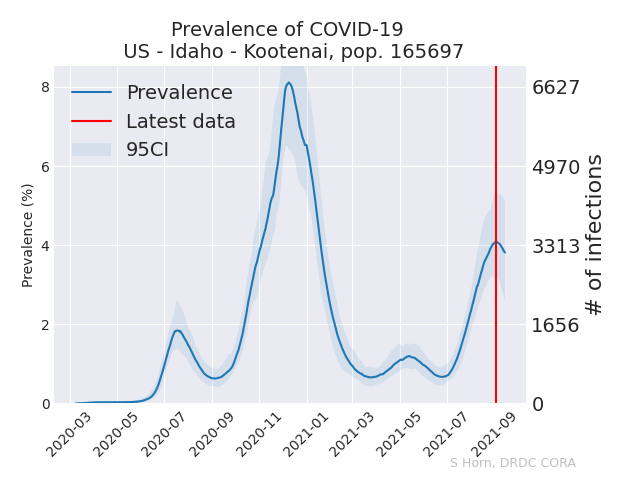 Prevalence of COVID-19
US - Idaho - Kootenai, pop. 165697
Prevalence
Latest data
95CI
Prevalence (%)
8
6
4
2
0
6627
4970
3313
1656
0
# of infections
2020-03
2020-05
2020-07
2020-09
2020-11
2021-01
2021-03
2021-05
2021-07
2021-09
S Horn, DRDC CORA